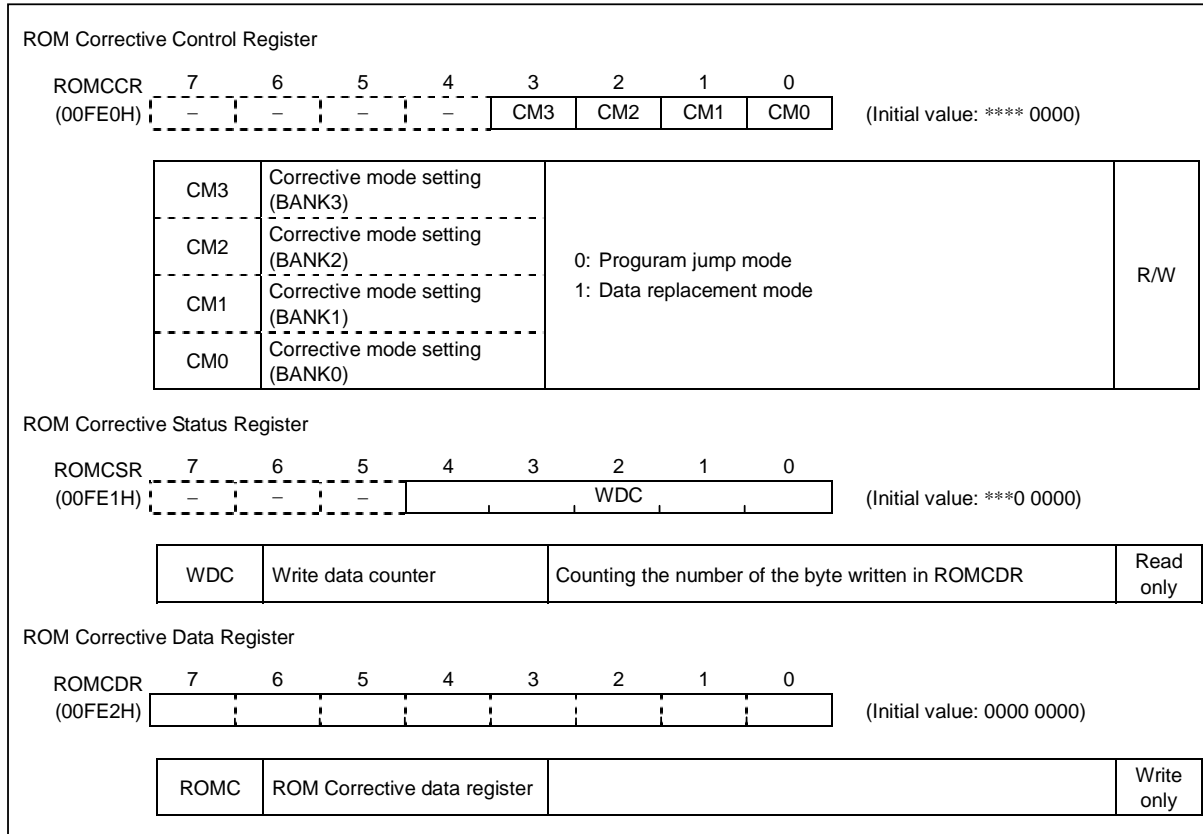 ROM Corrective Control Register
ROMCCR 7 6 5 4 3 2 1 0
(00FE0H) – – – – CM3 CM2 CM1 CM0 (Initial value: **** 0000)
CM3 Corrective mode setting
(BANK3)
CM2 Corrective mode setting
(BANK2)
CM1 Corrective mode setting
(BANK1)
CM0 Corrective mode setting
(BANK0)
0: Proguram jump mode
1: Data replacement mode
R/W
ROM Corrective Status Register
ROMCSR 7 6 5 4 3 2 1 0
(00FE1H) – – – WDC (Initial value: ***0 0000)
WDC Write data counter Counting the number of the byte written in ROMCDR Read
only
ROM Corrective Data Register
ROMCDR 7 6 5 4 3 2 1 0
(00FE2H) (Initial value: 0000 0000)
ROMC ROM Corrective data register Write
only